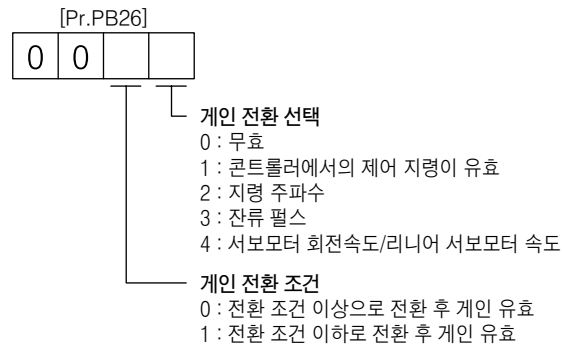 [Pr.PB26]
0 0
게인 전환 선택
0 : 무효
1 : 콘트롤러에서의 제어 지령이 유효
2 : 지령 주파수
3 : 잔류 펄스
4 : 서보모터 회전속도/리니어 서보모터 속도
게인 전환 조건
0 : 전환 조건 이상으로 전환 후 게인 유효
1 : 전환 조건 이하로 전환 후 게인 유효